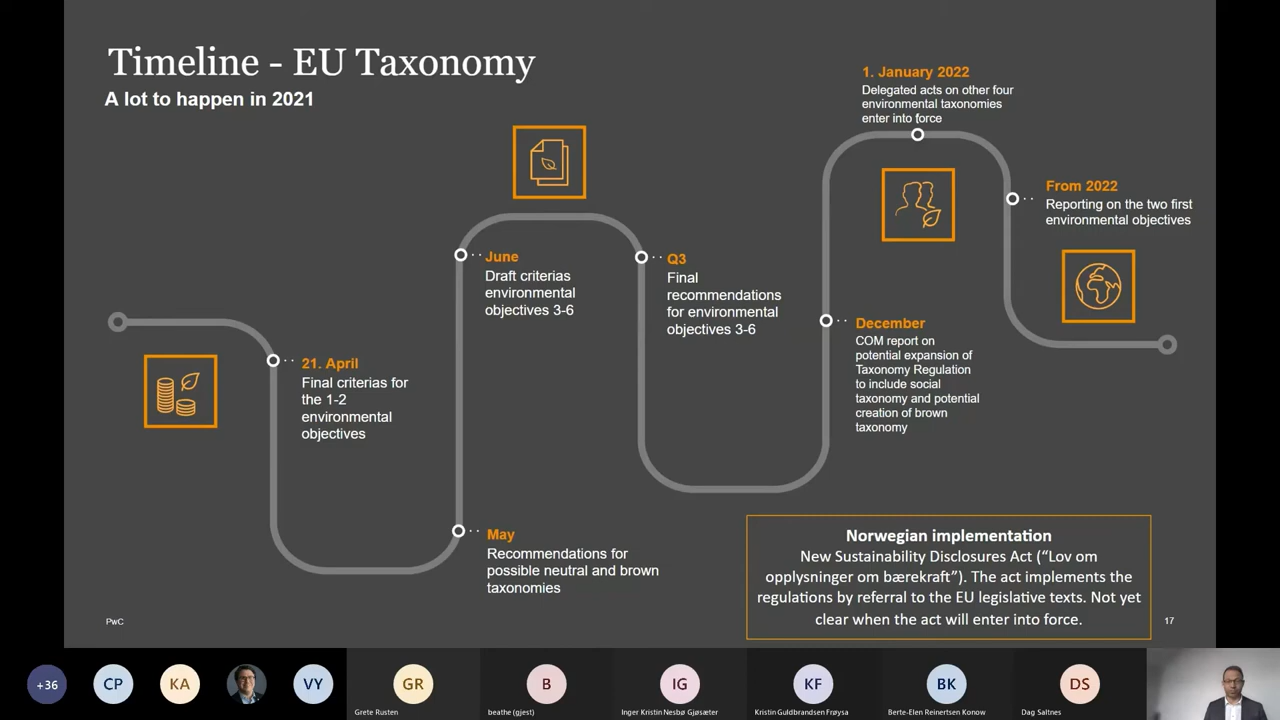 Timeline - EU Taxonomy
A lot to happen in 2021
21. April
Final criterias for
the 1-2
environmental
objectives
May
Recommendations for
possible neutral and brown
taxonomies
June
Draft criterias
environmental
objectives 3-6
Q3
Final
recommendations
for environmental
objectives 3-6
December
COM report on
potential expansion of
Taxonomy Regulation
to include social
taxonomy and potential
creation of brown
taxonomy
1. January 2022
Delegated acts on other four
environmental taxonomies
enter into force
From 2022
Reporting on the two first
environmental objectives
Norwegian implementation
New Sustainability Disclosures Act (“Lov om
opplysninger om bærekraft”). The act implements the
regulations by referral to the EU legislative texts. Not yet
clear when the act will enter into force.
PwC
17
+36
CP
KA
VY
GR
Grete Rusten
B
beathe (gjest)
IG
Inger Kristin Nesbø Gjøsæter
KF
Kristin Guldbrandsen Frøysa
BK
Berte-Elen Reinertsen Konow
DS
Dag Saltnes